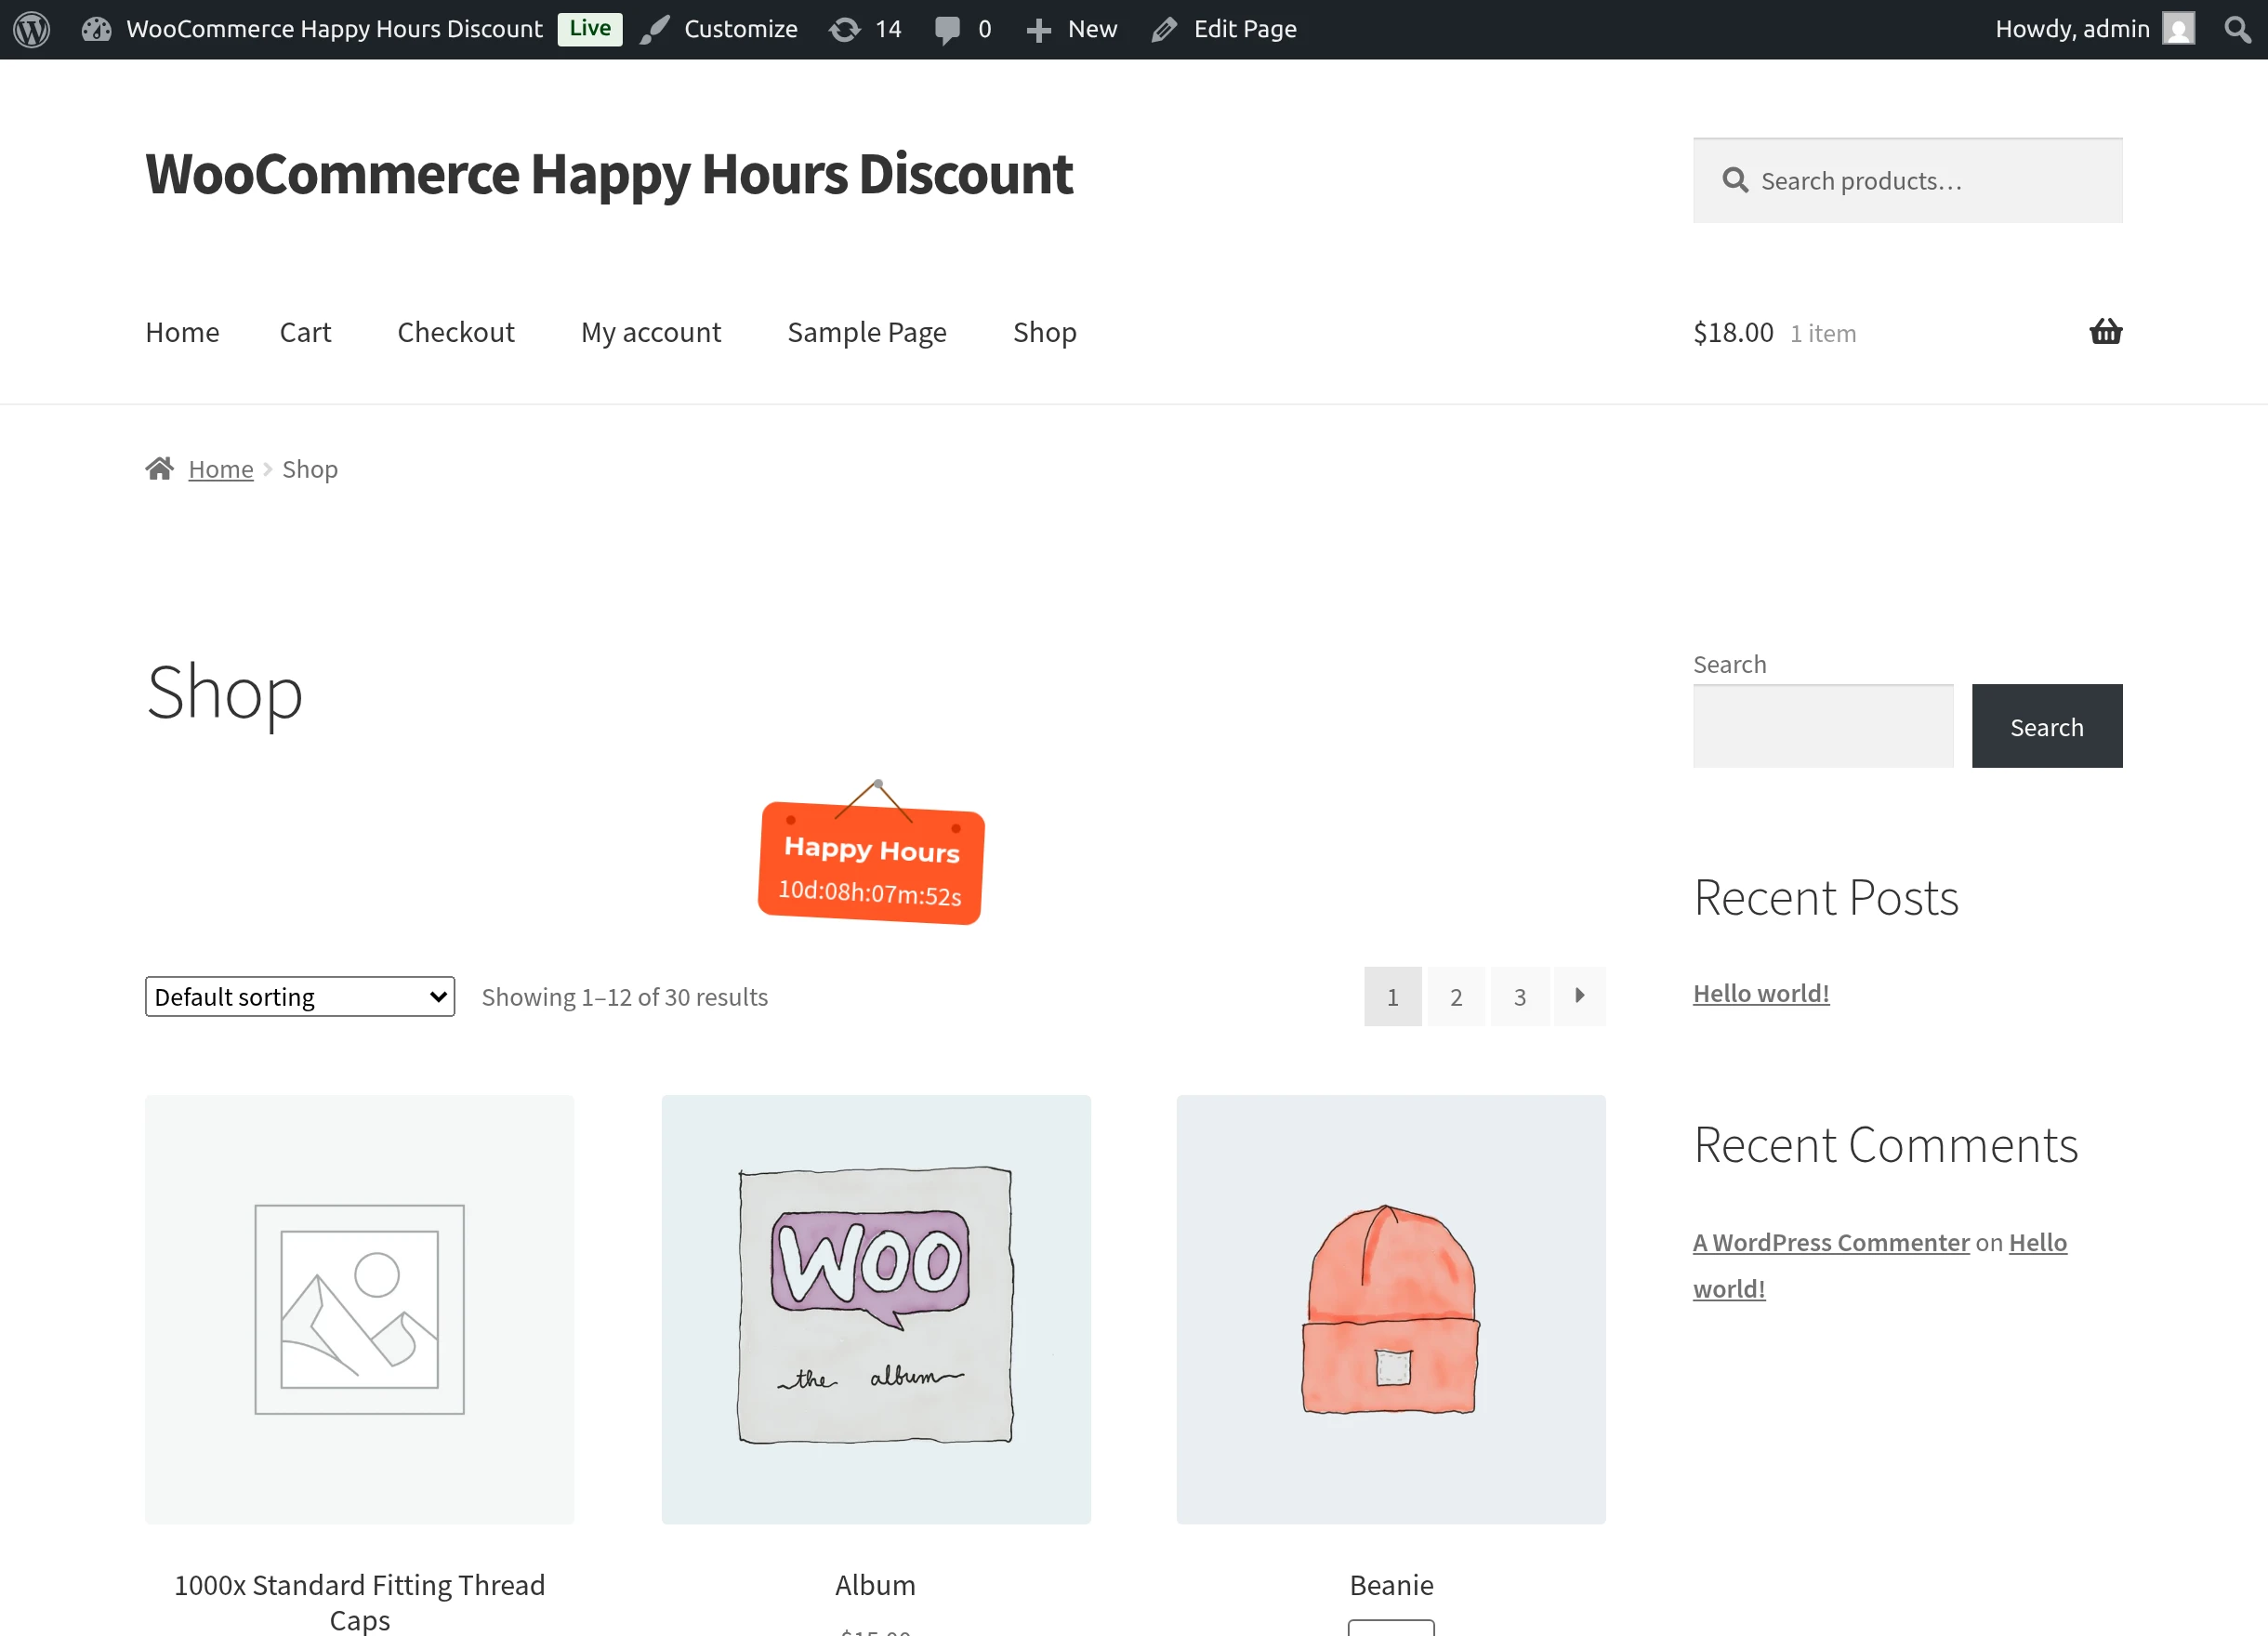 WooCommerce Happy Hours Discount Live Customize 14 0 New Edit Page Howdy, admin
WooCommerce Happy Hours Discount
Search products…
Home Cart Checkout My account Sample Page Shop $18.00 1 item
Home Shop
Shop
Search
Search
Happy Hours
10d:08h:07m:52s
Default sorting Showing 1–12 of 30 results 1 2 3
Recent Posts
Hello world!
Recent Comments
A WordPress Commenter on Hello
world!
WOO
the album
1000x Standard Fitting Thread
Caps
Album
Beanie
$15.00